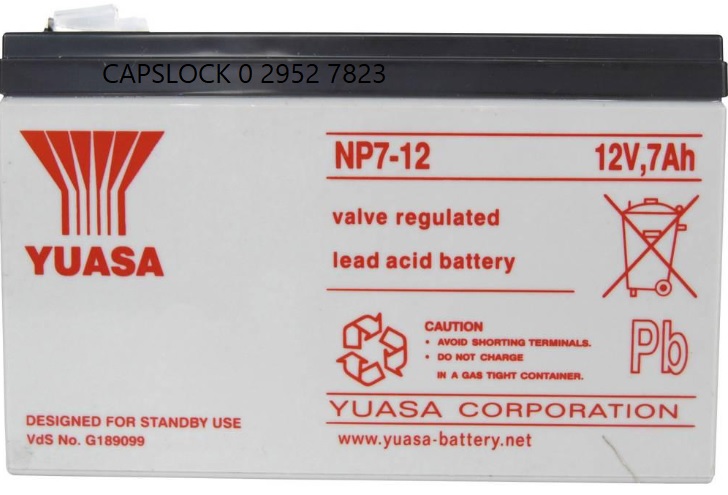 CAPSLOCK 0 2952 7823
YUASA
NP7-12 12V,7Ah
valve regulated
lead acid battery
CAUTION
• AVOID SHORTING TERMINALS.
• DO NOT CHARGE
IN A GAS TIGHT CONTAINER.
Pb
DESIGNED FOR STANDBY USE
VdS No. G189099
YUASA CORPORATION
www.yuasa-battery.net